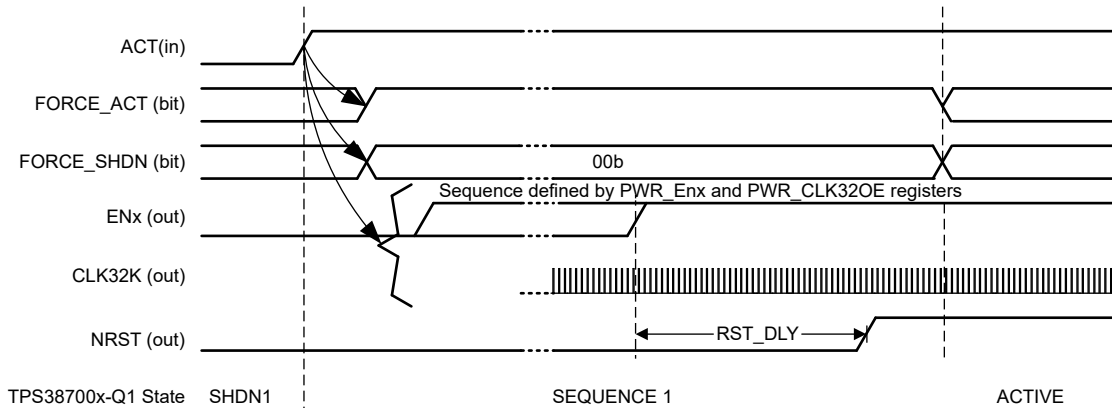 ACT(in)
FORCE_ACT (bit)
FORCE_SHDN (bit)
00b
Sequence defined by PWR_Enx and PWR_CLK32OE registers
ENx (out)
CLK32K (out)
RST_DLY
NRST (out)
TPS38700x-Q1 State SHDN1 SEQUENCE 1 ACTIVE